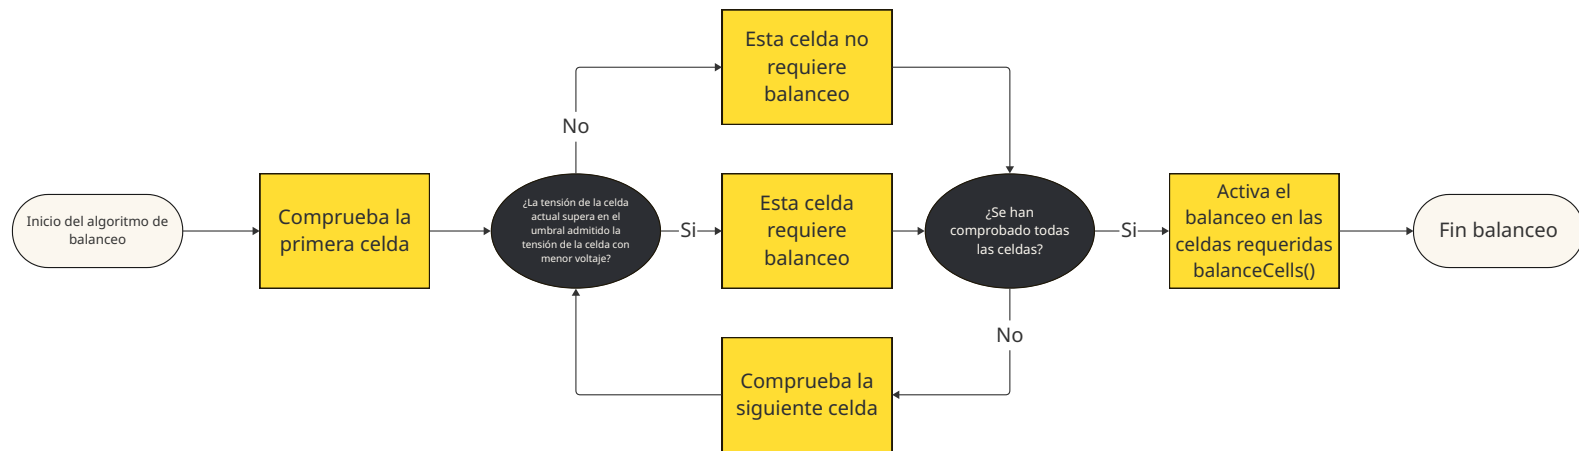 Inicio del algoritmo de
balanceo
Comprueba la
primera celda
¿La tensión de la celda
actual supera en el
umbral admitido la
tensión de la celda con
menor voltaje?
No
Esta celda no
requiere
balanceo
Si
Esta celda
requiere
balanceo
¿Se han
comprobado todas
las celdas?
No
Comprueba la
siguiente celda
Si
Activa el
balanceo en las
celdas requeridas
balanceCells()
Fin balanceo